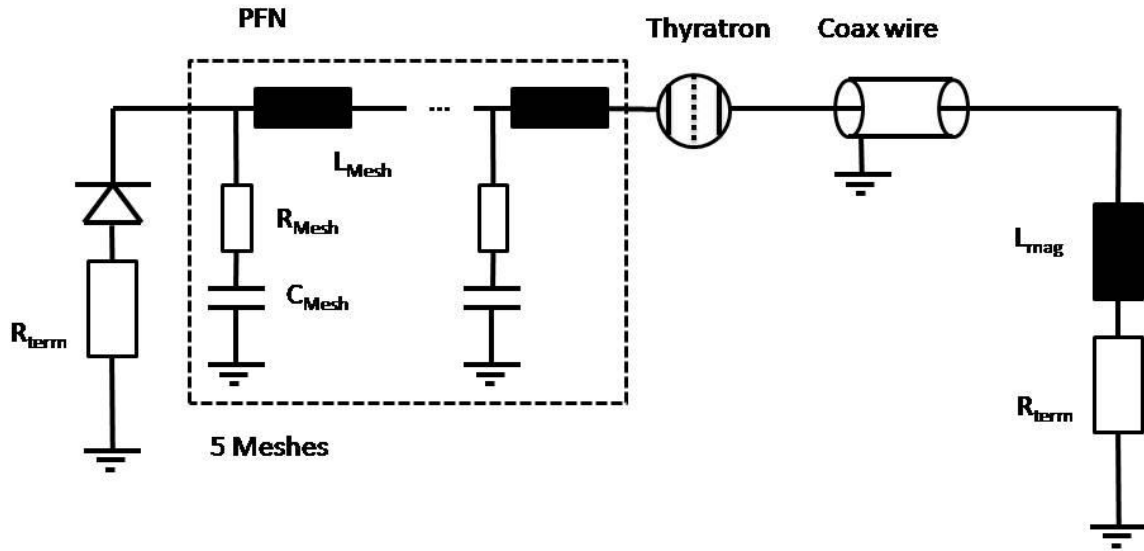 PFN
Thyratron
Coax wire
...
L_Mesh
R_Mesh
C_Mesh
R_term
L_mag
R_term
5 Meshes